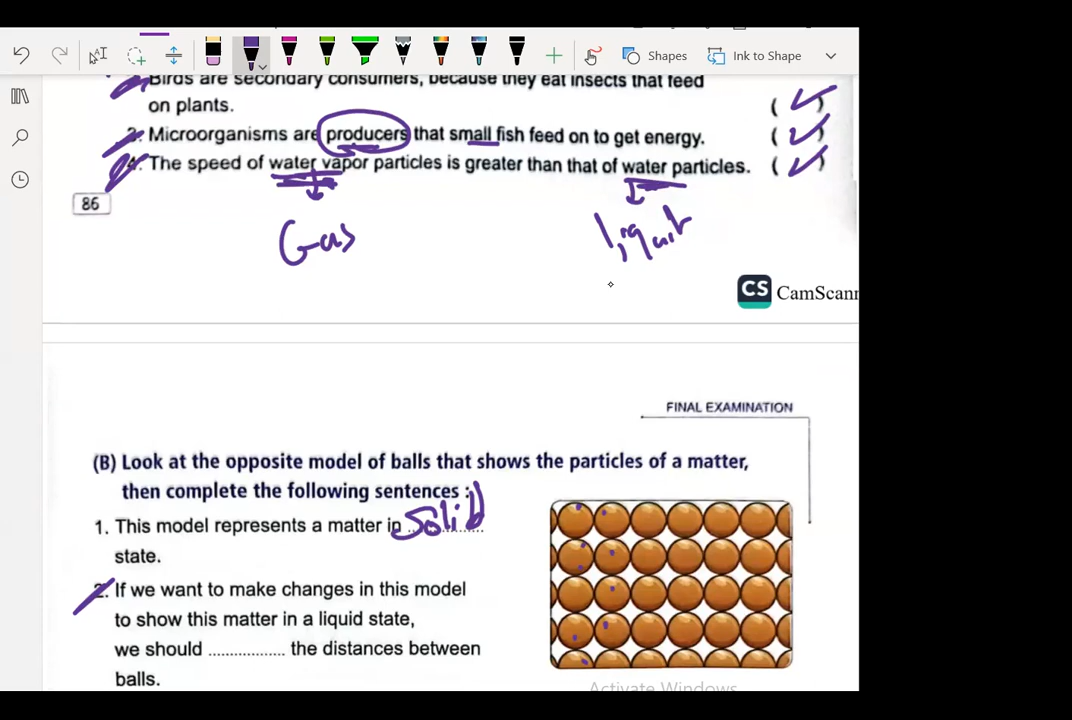 Shapes
Ink to Shape
Birds are secondary consumers, because they eat insects that feed
on plants. ( ✓ )
3. Microorganisms are producers that small fish feed on to get energy. ( ✓ )
4. The speed of water vapor particles is greater than that of water particles. ( ✓ )
86
Gas
liquit
CS CamScann
FINAL EXAMINATION
(B) Look at the opposite model of balls that shows the particles of a matter,
then complete the following sentences :
1. This model represents a matter in solid
state.
2. If we want to make changes in this model
to show this matter in a liquid state,
we should ................. the distances between
balls.
Activate Windows